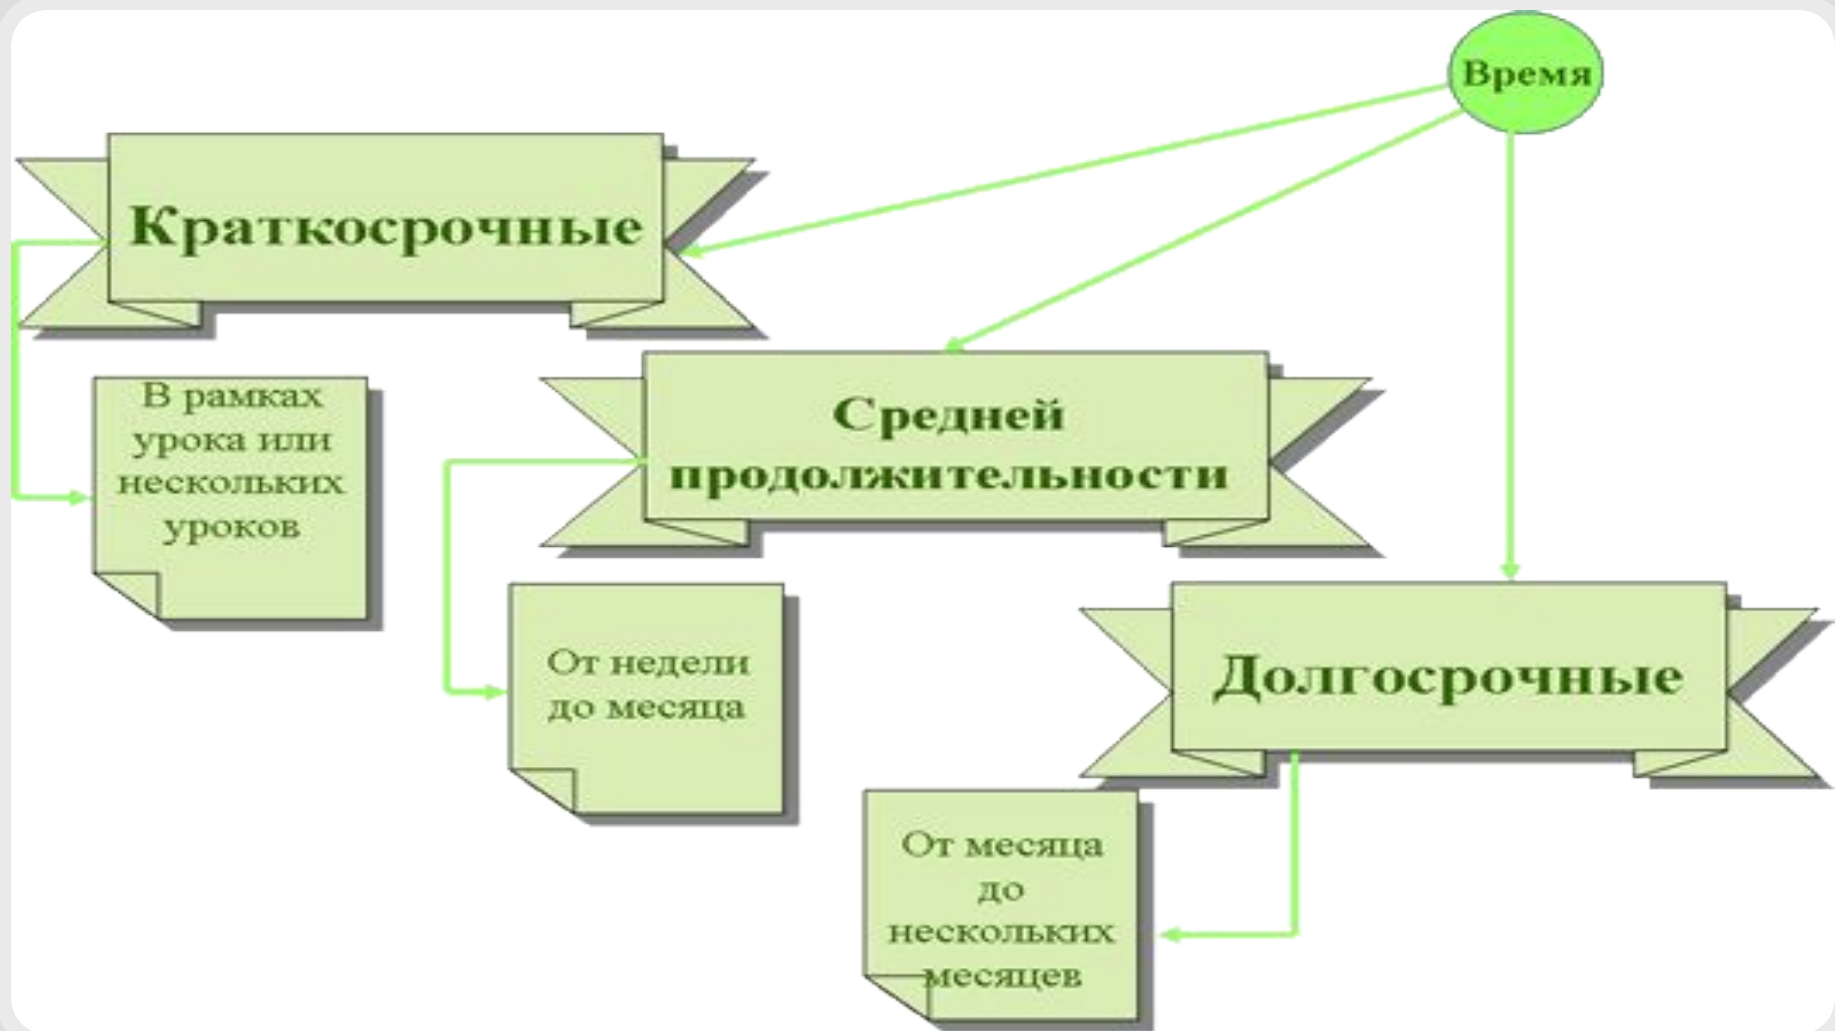 Время
Краткосрочные
В рамках
урока или
нескольких
уроков
Средней
продолжительности
От недели
до месяца
Долгосрочные
От месяца
до
нескольких
месяцев